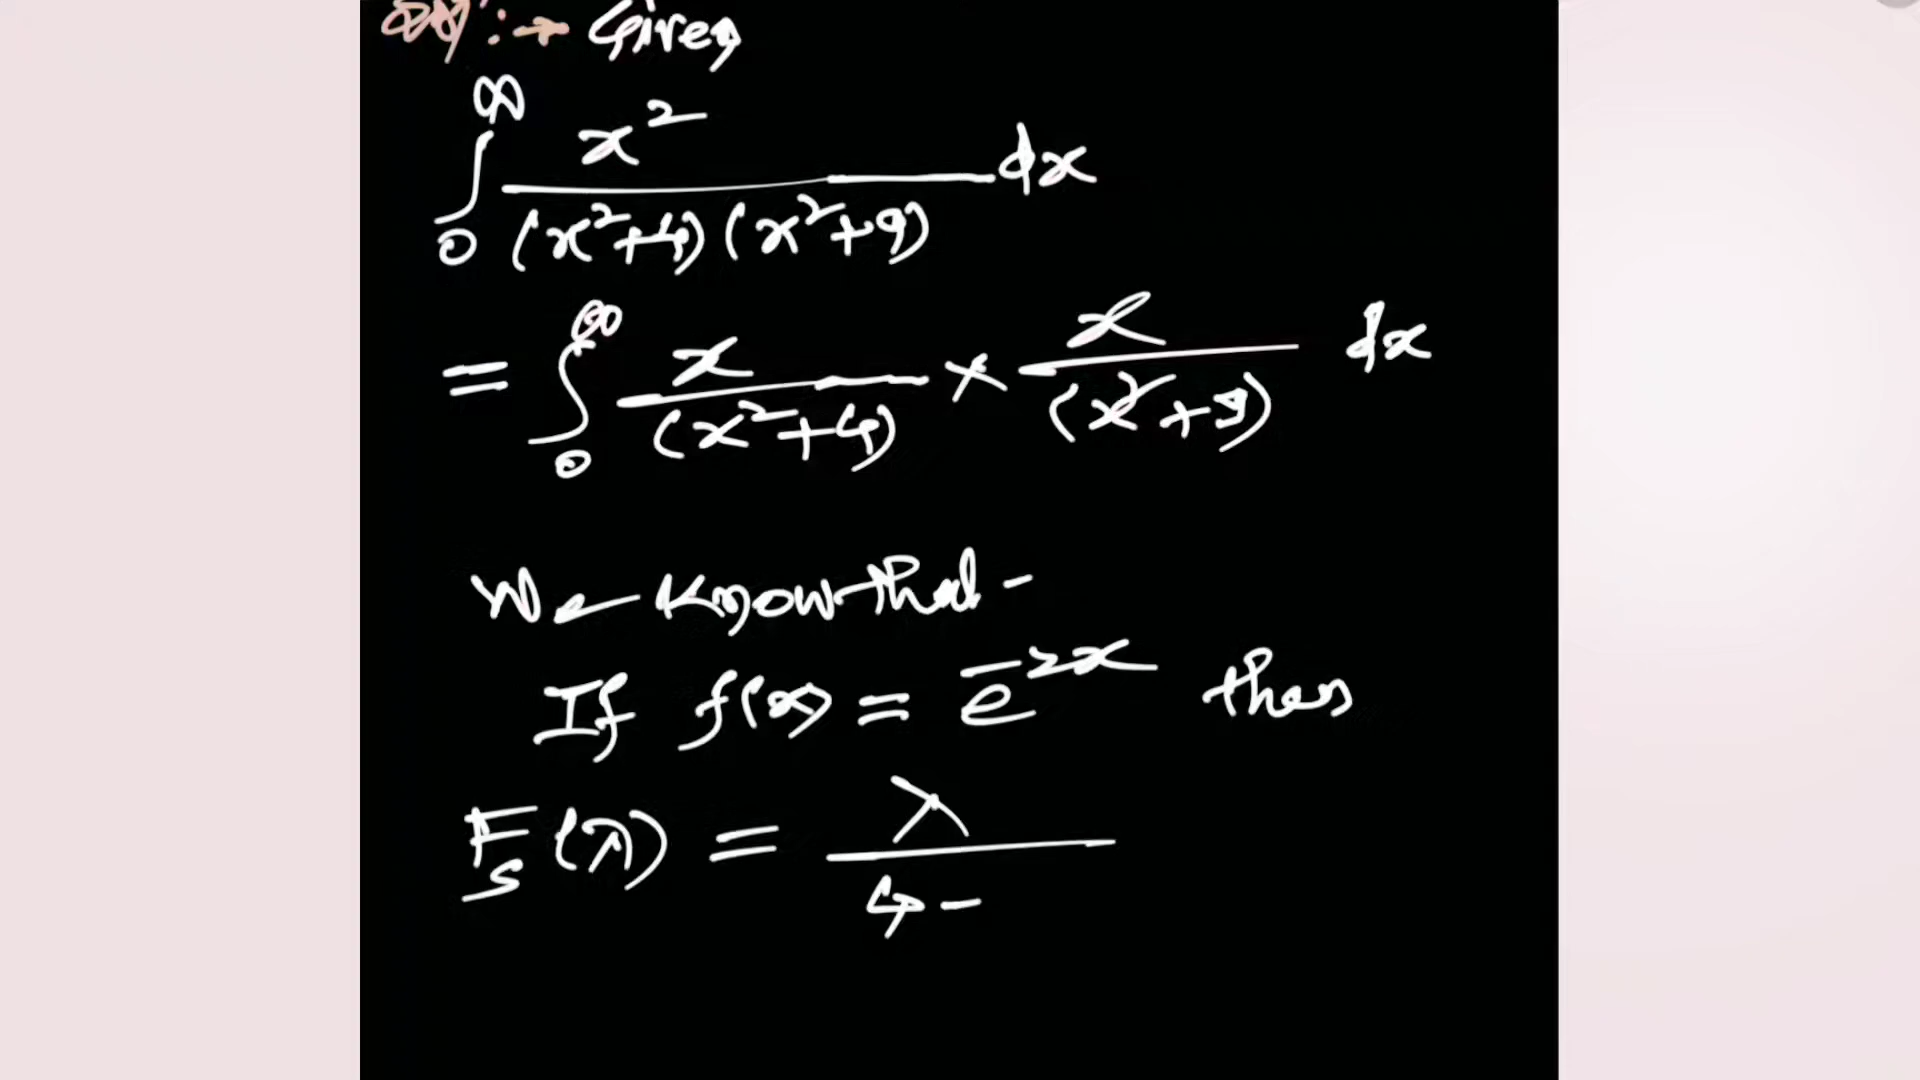 Solⁿ :→ Given
∫₀^∞ x² / (x²+4)(x²+9) dx
= ∫₀^∞ x / (x²+4) × x / (x²+9) dx
We know that -
If f(x) = e^-2x then
F_s(λ) = λ / 4 -